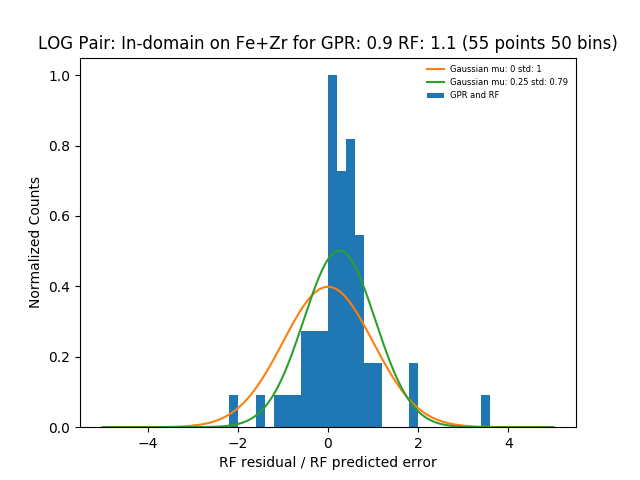 LOG Pair: In-domain on Fe+Zr for GPR: 0.9 RF: 1.1 (55 points 50 bins)
Gaussian mu: 0 std: 1
Gaussian mu: 0.25 std: 0.79
GPR and RF
Normalized Counts
1.0
0.8
0.6
0.4
0.2
0.0
−4
−2
0
2
4
RF residual / RF predicted error